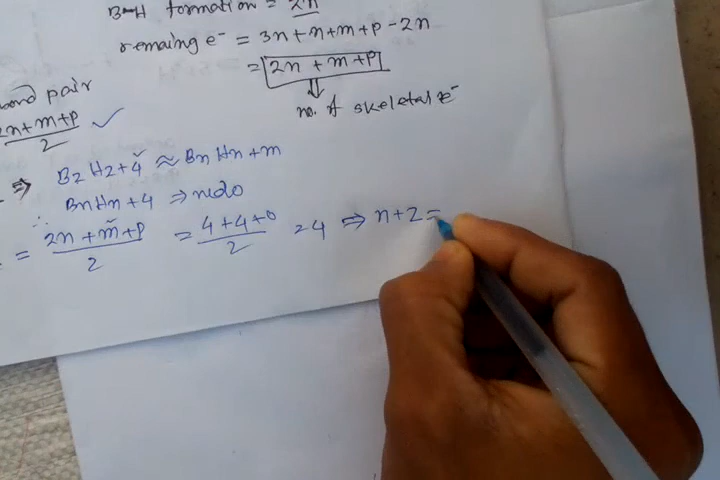 B-H formation = 2n
remaing e⁻ = 3n + n + m + p - 2n
= 2n + m + p
no. of skeletal e⁻
bond pair
2n+m+p / 2 ✓
⇒ B2H2+4 ≈ BnHn+m
BnHn+4 ⇒ nido
∴ = 2n + m + p / 2 = 4+4+0 / 2 = 4 ⇒ n+2 =